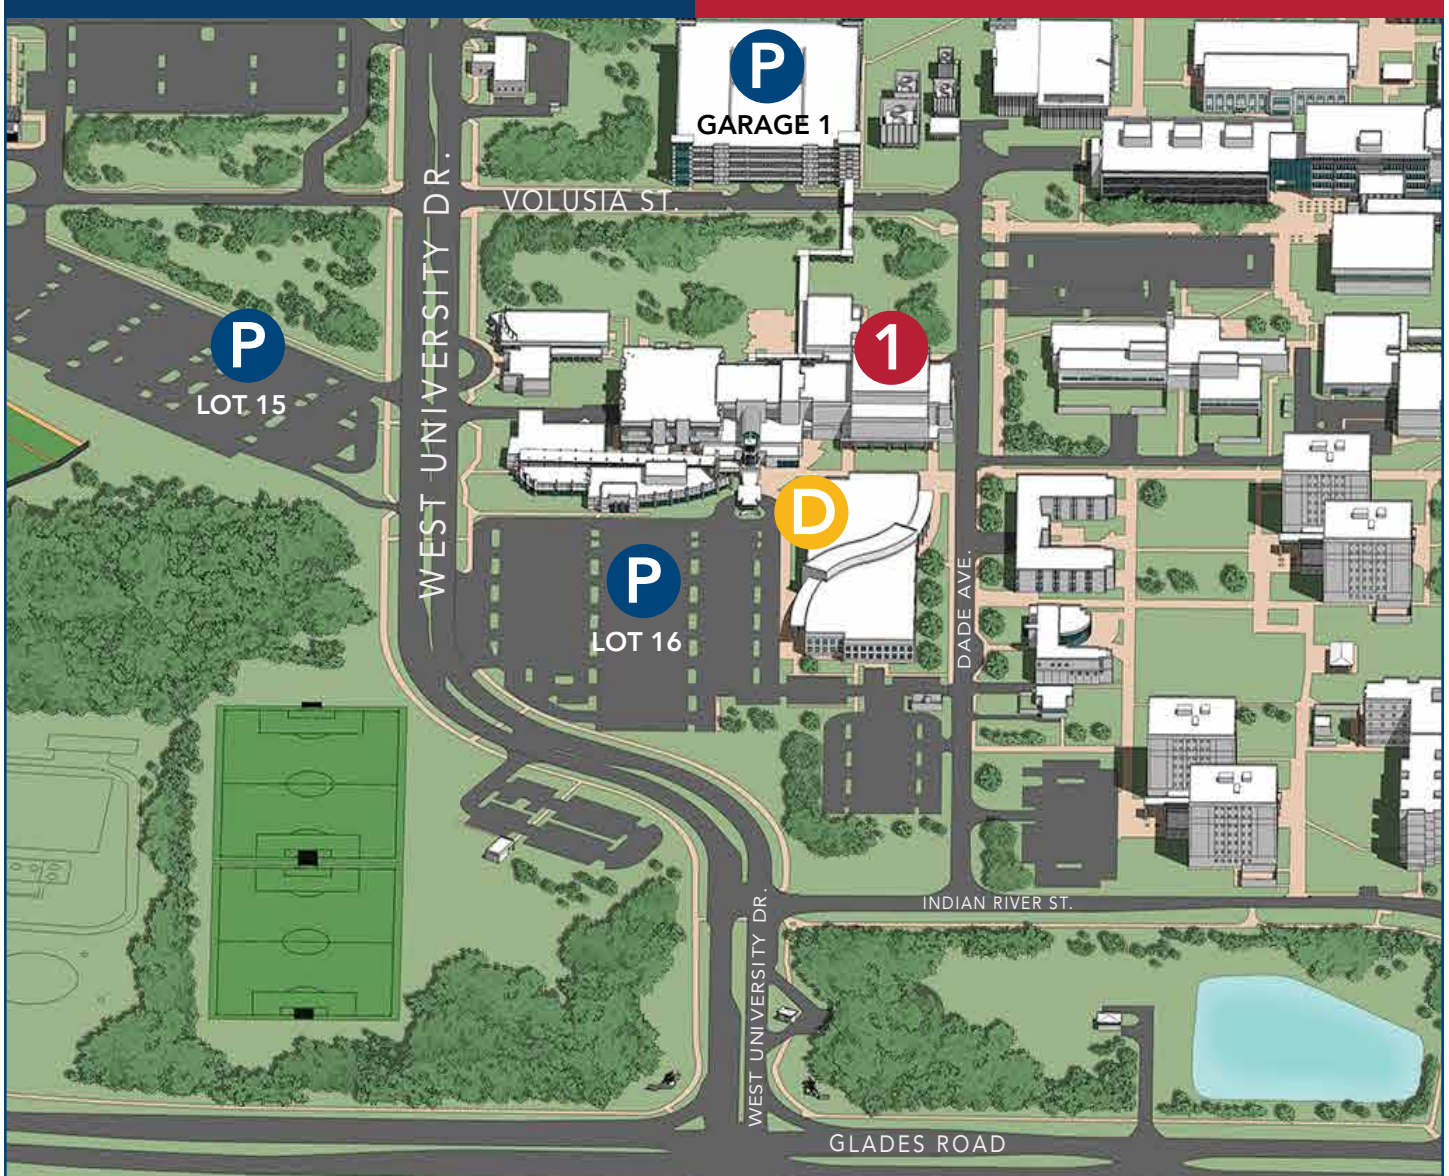 P
GARAGE 1
VOLUSIA ST.
WEST UNIVERSITY DR.
P
LOT 15
1
D
P
LOT 16
DADE AVE.
INDIAN RIVER ST.
WEST UNIVERSITY DR.
GLADES ROAD